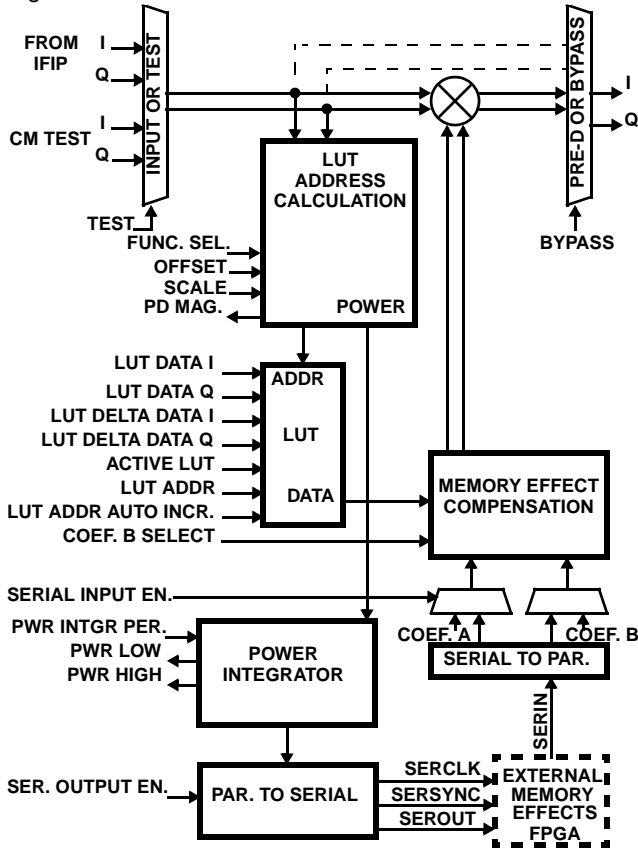 FROM
IFIP
I
Q
CM TEST
I
Q
INPUT OR TEST
TEST
PRE-D OR BYPASS
I
Q
BYPASS
LUT
ADDRESS
CALCULATION
POWER
FUNC. SEL.
OFFSET
SCALE
PD MAG.
LUT DATA I
LUT DATA Q
LUT DELTA DATA I
LUT DELTA DATA Q
ACTIVE LUT
LUT ADDR
LUT ADDR AUTO INCR.
COEF. B SELECT
ADDR
LUT
DATA
MEMORY EFFECT
COMPENSATION
SERIAL INPUT EN.
COEF. A
COEF. B
SERIAL TO PAR.
PWR INTGR PER.
PWR LOW
PWR HIGH
POWER
INTEGRATOR
SERIN
SER. OUTPUT EN.
PAR. TO SERIAL
SERCLK
SERSYNC
SEROUT
EXTERNAL
MEMORY
EFFECTS
FPGA